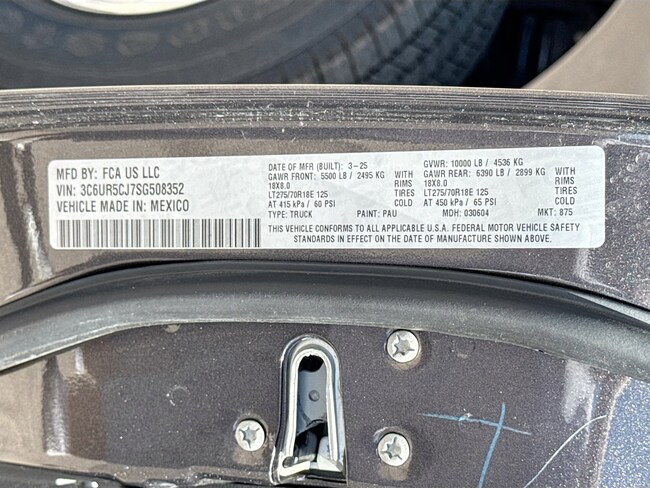 MFD BY: FCA US LLC
VIN: 3C6UR5CJ7SG508352
VEHICLE MADE IN: MEXICO
DATE OF MFR (BUILT): 3-25
GAWR FRONT: 5500 LB / 2495 KG WITH
18X8.0 RIMS
LT275/70R18E 125 TIRES
AT 415 kPa / 60 PSI COLD
TYPE: TRUCK PAINT: PAU
GVWR: 10000 LB / 4536 KG
GAWR REAR: 6390 LB / 2899 KG WITH
18X8.0 RIMS
LT275/70R18E 125 TIRES
AT 450 kPa / 65 PSI COLD
MDH: 030604 MKT: 875
THIS VEHICLE CONFORMS TO ALL APPLICABLE U.S.A. FEDERAL MOTOR VEHICLE SAFETY
STANDARDS IN EFFECT ON THE DATE OF MANUFACTURE SHOWN ABOVE.